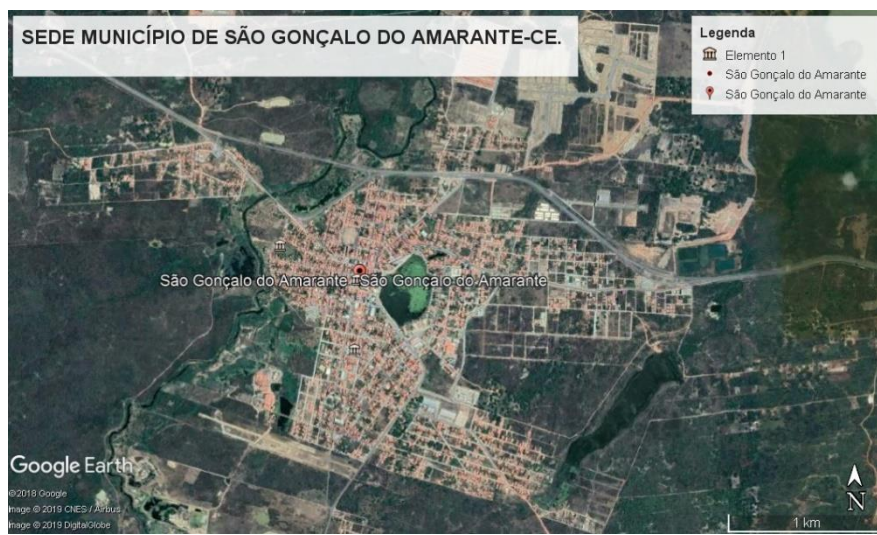 SEDE MUNICÍPIO DE SÃO GONÇALO DO AMARANTE-CE.
Legenda
Elemento 1
São Gonçalo do Amarante
São Gonçalo do Amarante
São Gonçalo do Amarante São Gonçalo do Amarante
Google Earth
©2018 Google
Image © 2019 CNES / Airbus
Image © 2019 DigitalGlobe
N
1 km